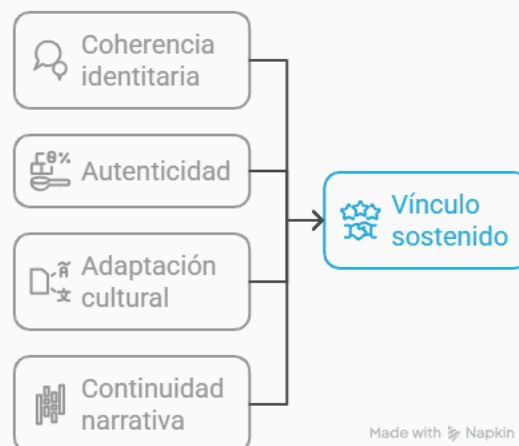 Coherencia
identitaria
Autenticidad
Adaptación
cultural
Continuidad
narrativa
Vínculo
sostenido
Made with Napkin